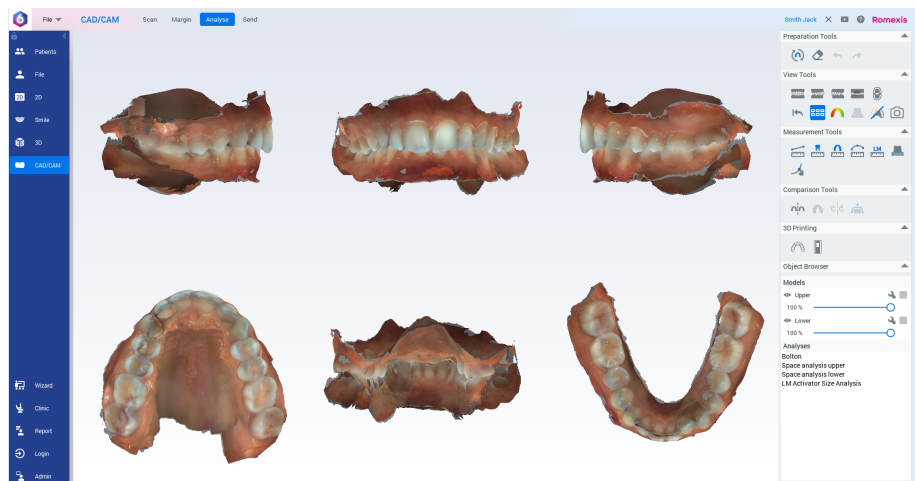 File
CAD/CAM
Scan
Margin
Analyse
Send
Smith Jack
Romexis
Patients
File
2D
2D
Smile
3D
CAD/CAM
Wizard
Clinic
Report
Login
Admin
Preparation Tools
View Tools
Measurement Tools
LM
Comparison Tools
3D Printing
Object Browser
Models
Upper
100 %
Lower
100 %
Analyses
Bolton
Space analysis upper
Space analysis lower
LM Activator Size Analysis